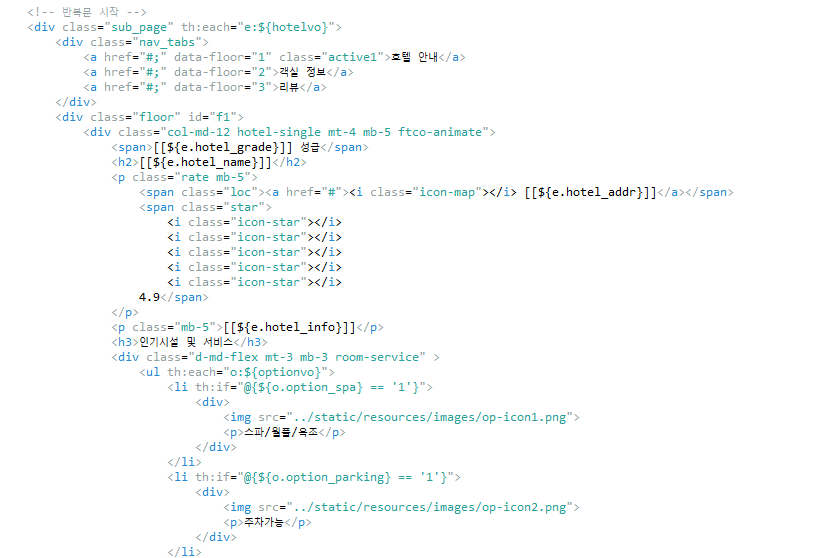 <!-- 반복문 시작 -->
<div class="sub_page" th:each="e:${hotelvo}">
<div class="nav_tabs">
<a href="#;" data-floor="1" class="active1">호텔 안내</a>
<a href="#;" data-floor="2">객실 정보</a>
<a href="#;" data-floor="3">리뷰</a>
</div>
<div class="floor" id="f1">
<div class="col-md-12 hotel-single mt-4 mb-5 ftco-animate">
<span>[[${e.hotel_grade}]] 성급</span>
<h2>[[${e.hotel_name}]]</h2>
<p class="rate mb-5">
<span class="loc"><a href="#"><i class="icon-map"></i> [[${e.hotel_addr}]]</a></span>
<span class="star">
<i class="icon-star"></i>
<i class="icon-star"></i>
<i class="icon-star"></i>
<i class="icon-star"></i>
<i class="icon-star"></i>
4.9</span>
</p>
<p class="mb-5">[[${e.hotel_info}]]</p>
<h3>인기시설 및 서비스</h3>
<div class="d-md-flex mt-3 mb-3 room-service" >
<ul th:each="o:${optionvo}">
<li th:if="@{${o.option_spa} == '1'}">
<div>
<img src="../static/resources/images/op-icon1.png">
<p>스파/월풀/욕조</p>
</div>
</li>
<li th:if="@{${o.option_parking} == '1'}">
<div>
<img src="../static/resources/images/op-icon2.png">
<p>주차가능</p>
</div>
</li>